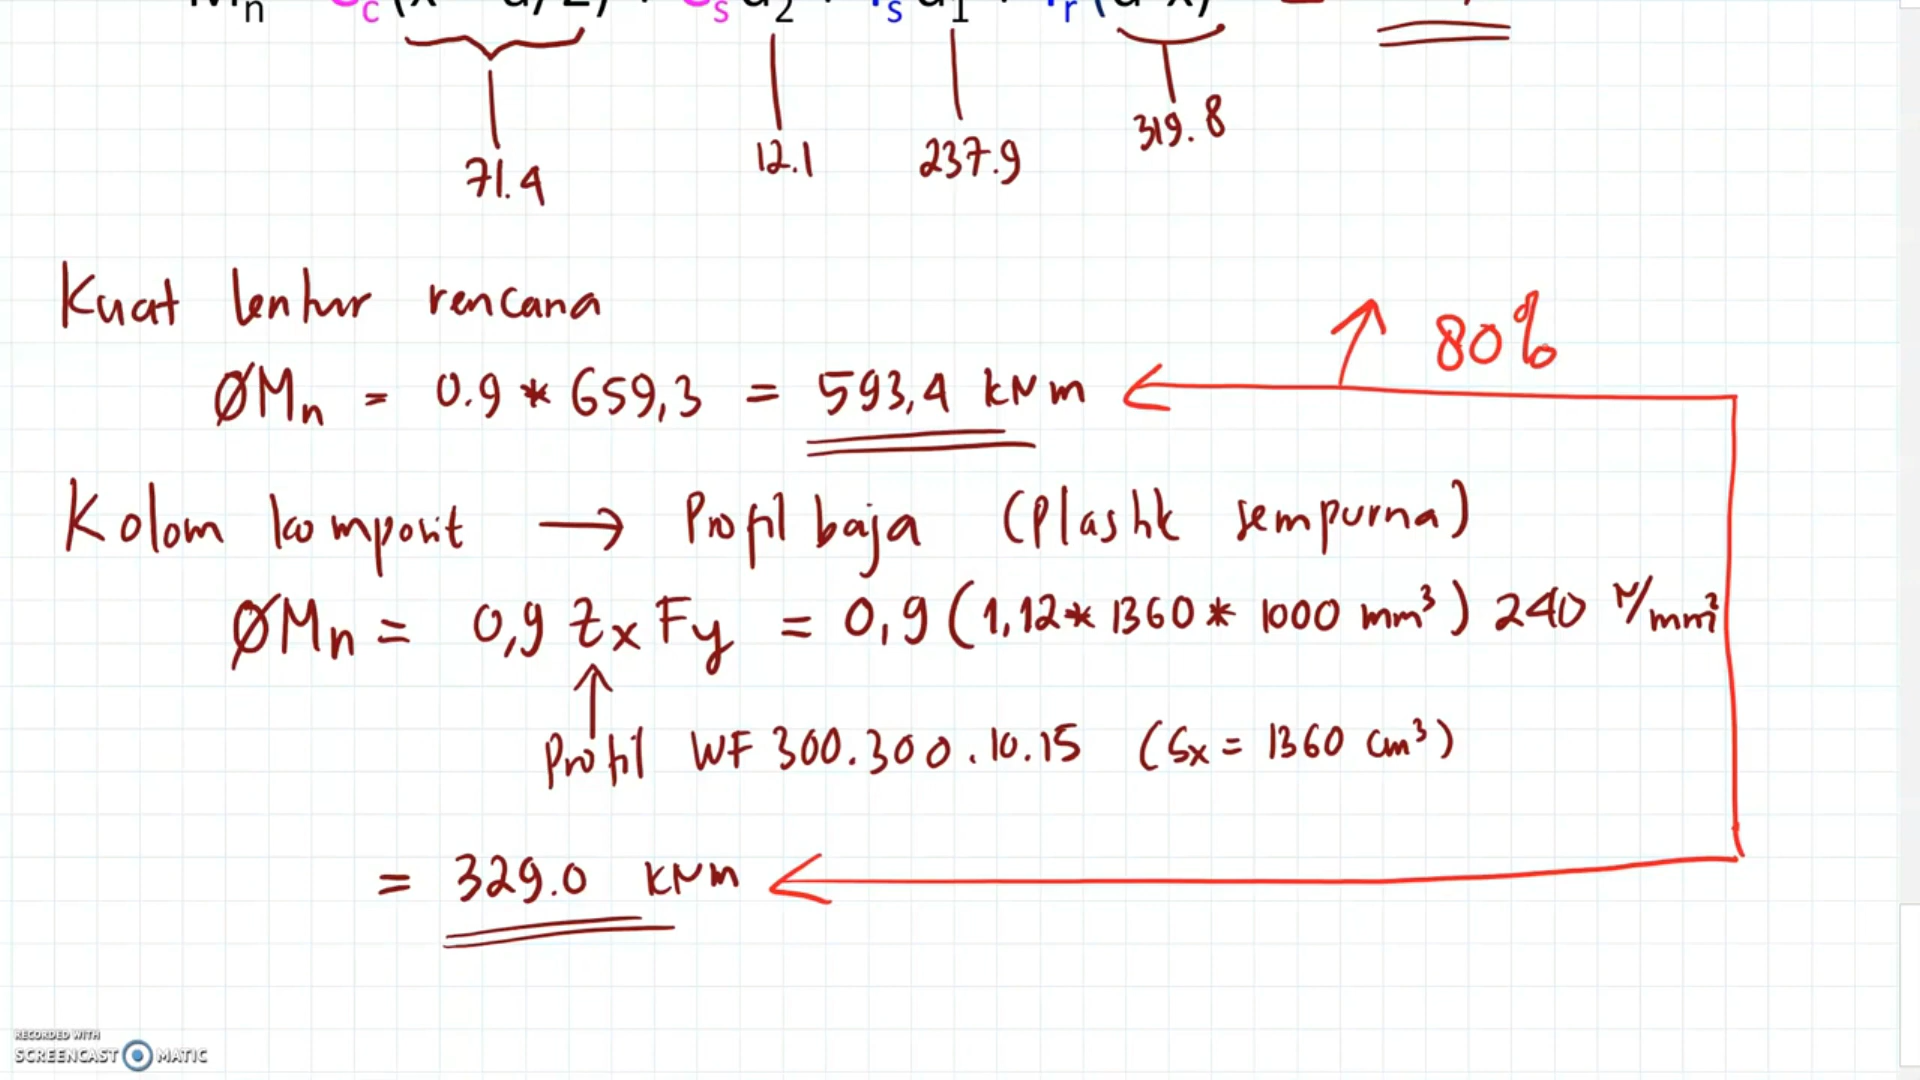 71.4 12.1 237.9 319.8
Kuat lentur rencana
ØMn = 0.9 * 659,3 = 593,4 kNm ↑ 80%
Kolom komposit → Profil baja (Plastik sempurna)
ØMn = 0,9 Zx Fy = 0,9 (1,12 * 1360 * 1000 mm³) 240 N/mm²
Profil WF 300.300.10.15 (Sx = 1360 cm³)
= 329.0 kNm
RECORDED WITH
SCREENCAST MATIC